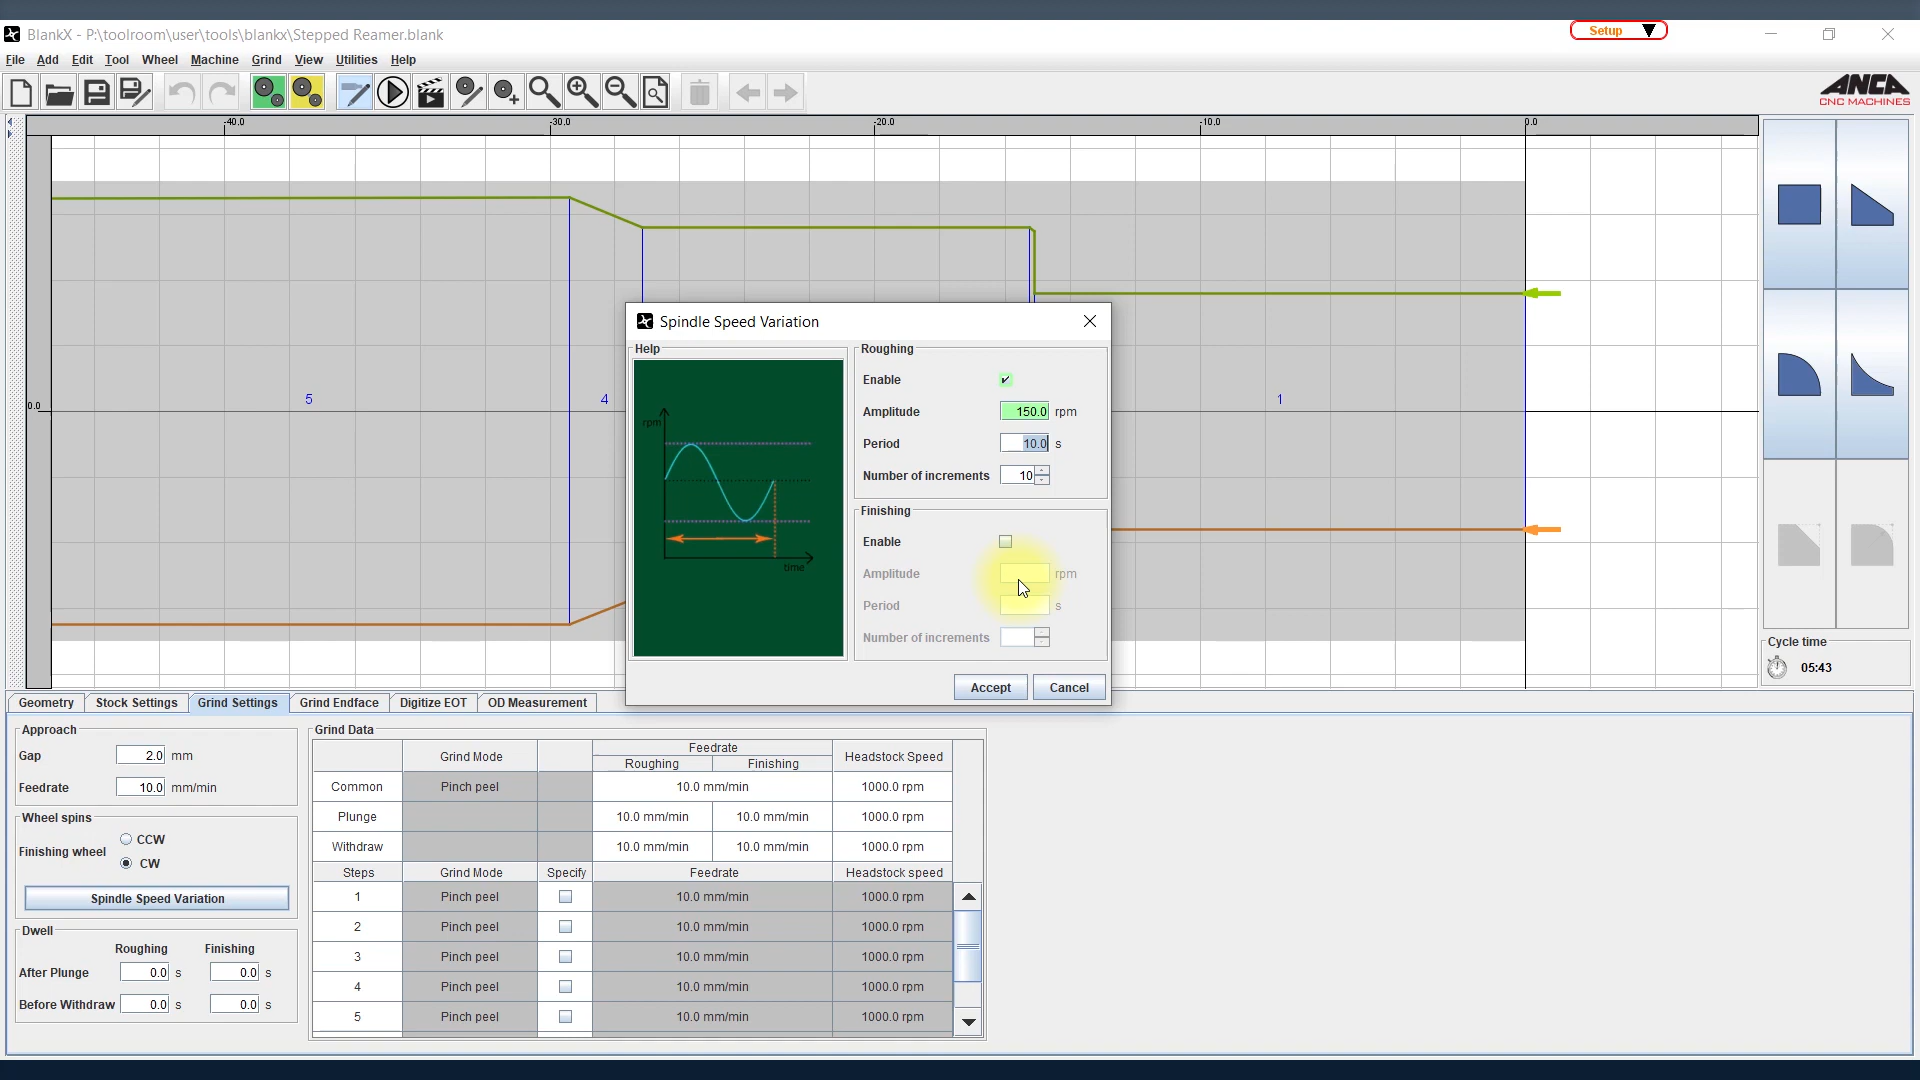 BlankX - P:\toolroom\user\tools\blankx\Stepped Reamer.blank
Setup
File Add Edit Tool Wheel Machine Grind View Utilities Help
ANCA
CNC MACHINES
-40.0 -30.0 -20.0 -10.0 0.0
0.0
5
4
1
Spindle Speed Variation
Help
rpm
time
Roughing
Enable
Amplitude 150.0 rpm
Period 10.0 s
Number of increments 10
Finishing
Enable
Amplitude rpm
Period s
Number of increments
Accept Cancel
Cycle time
05:43
Geometry Stock Settings Grind Settings Grind Endface Digitize EOT OD Measurement
Approach
Gap 2.0 mm
Feedrate 10.0 mm/min
Wheel spins
Finishing wheel
CCW
CW
Spindle Speed Variation
Dwell
Roughing Finishing
After Plunge 0.0 s 0.0 s
Before Withdraw 0.0 s 0.0 s
Grind Data
Grind Mode Feedrate Headstock Speed
Roughing Finishing
Common Pinch peel 10.0 mm/min 1000.0 rpm
Plunge 10.0 mm/min 10.0 mm/min 1000.0 rpm
Withdraw 10.0 mm/min 10.0 mm/min 1000.0 rpm
Steps Grind Mode Specify Feedrate Headstock speed
1 Pinch peel 10.0 mm/min 1000.0 rpm
2 Pinch peel 10.0 mm/min 1000.0 rpm
3 Pinch peel 10.0 mm/min 1000.0 rpm
4 Pinch peel 10.0 mm/min 1000.0 rpm
5 Pinch peel 10.0 mm/min 1000.0 rpm